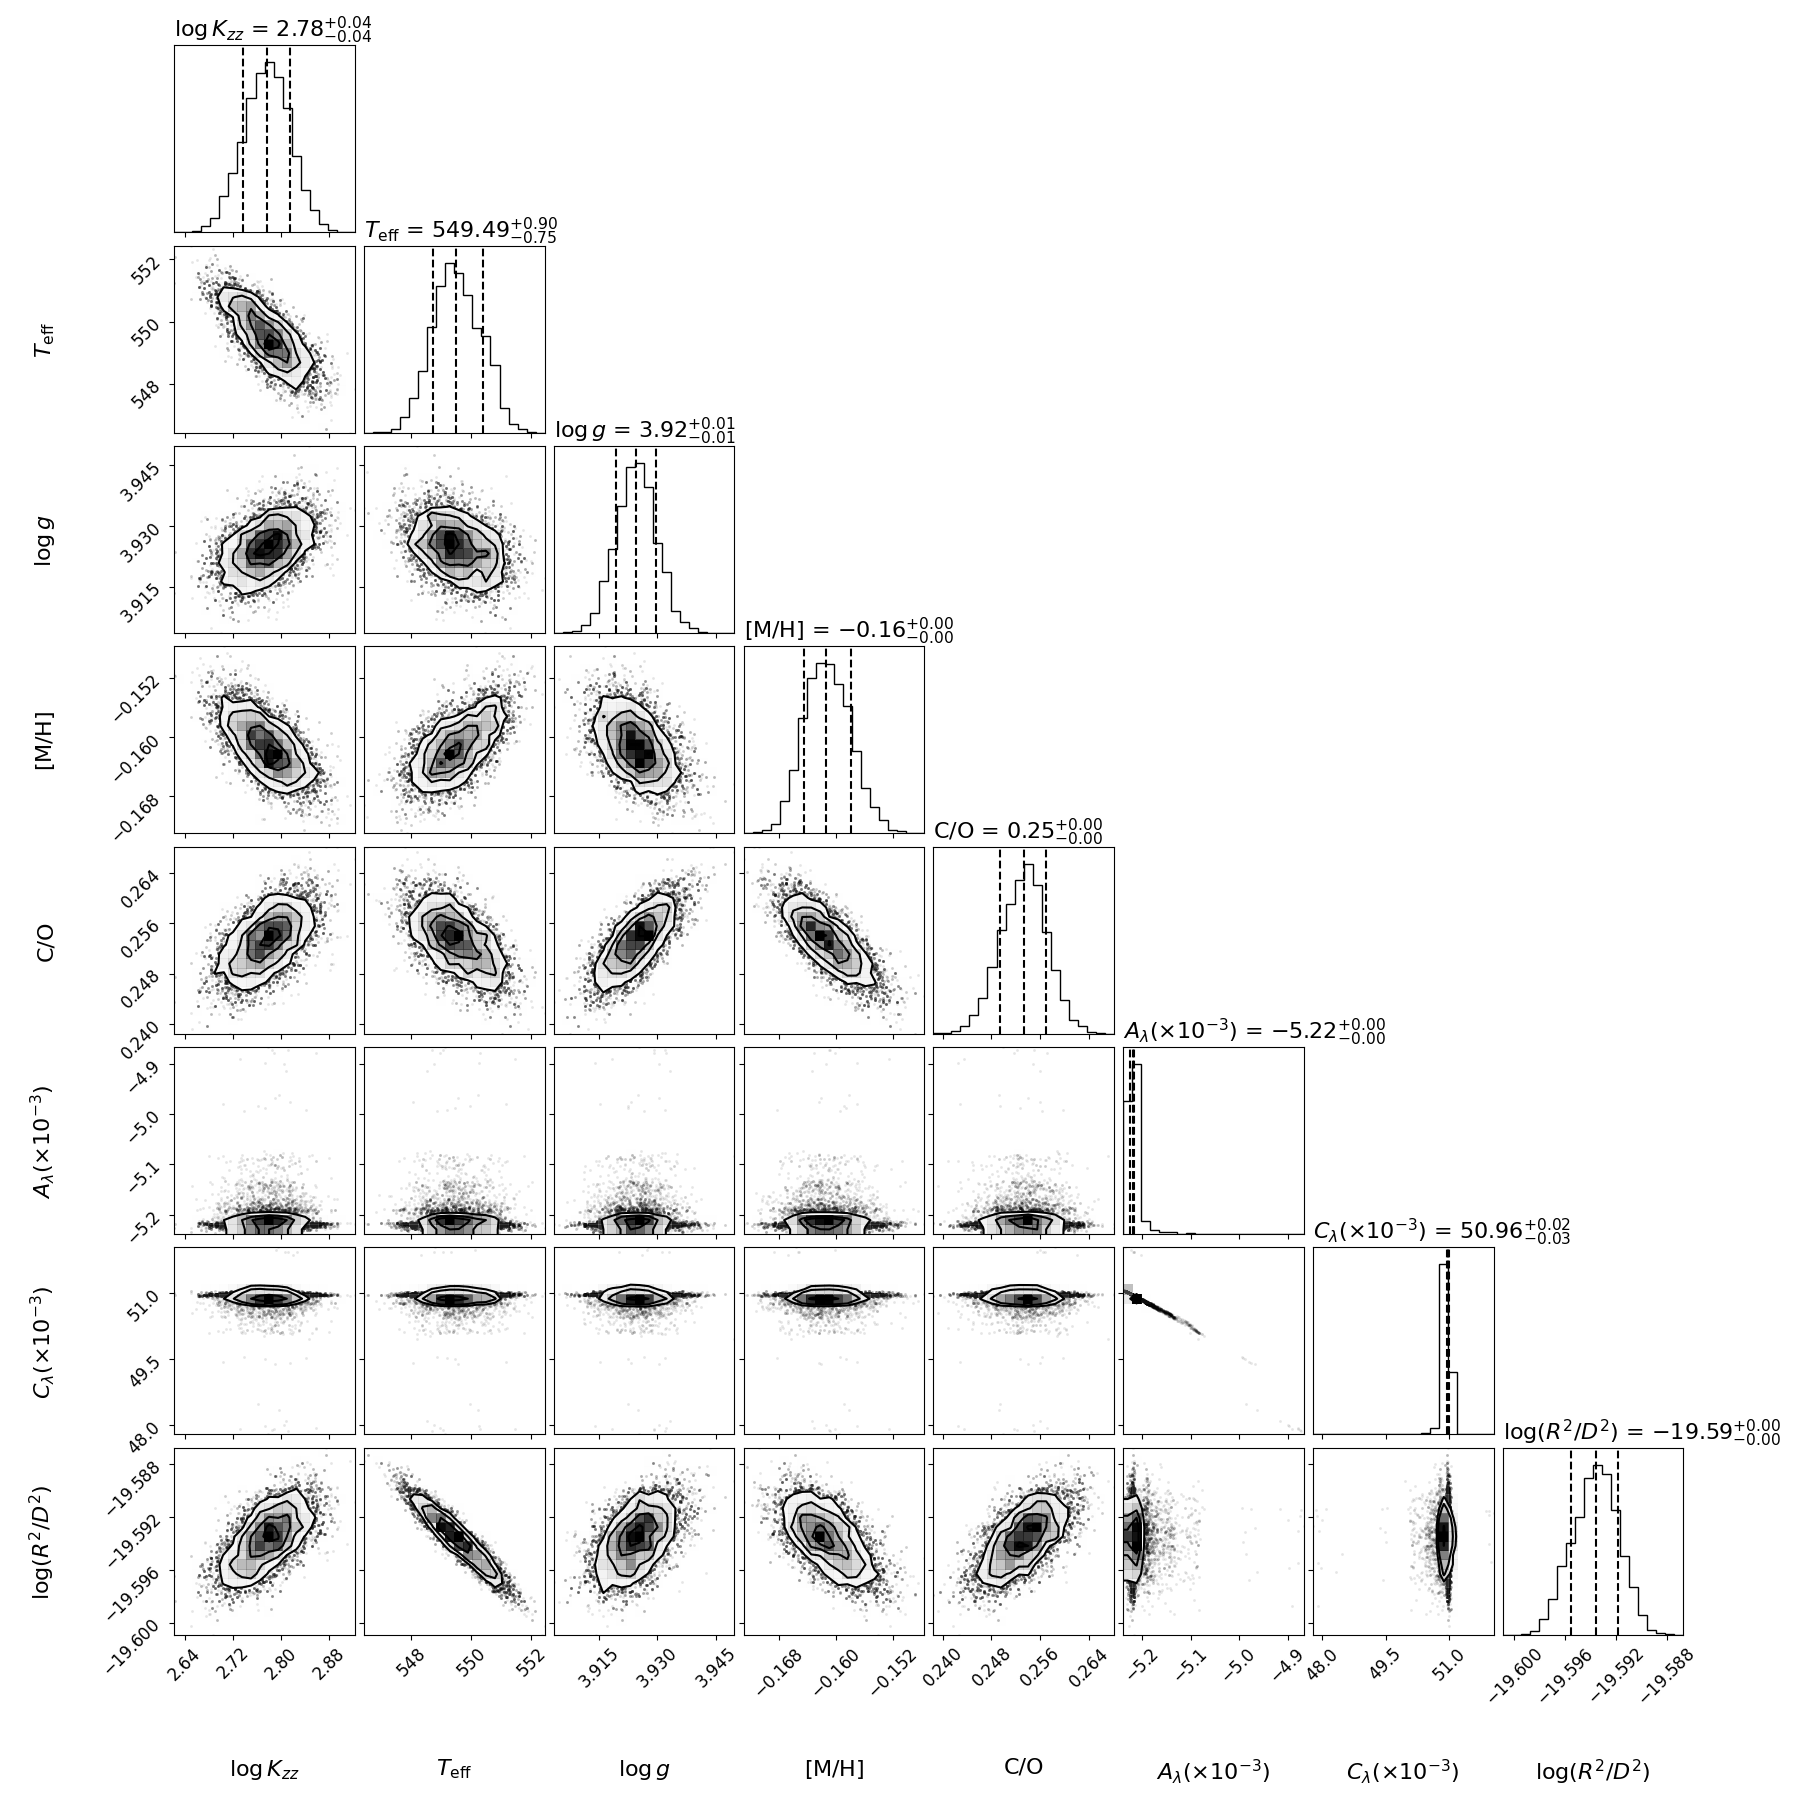 log K_zz = 2.78^{+0.04}_{−0.04}
T_eff = 549.49^{+0.90}_{−0.75}
552
550
548
T_eff
log g = 3.92^{+0.01}_{−0.01}
3.945
3.930
3.915
log g
[M/H] = −0.16^{+0.00}_{−0.00}
−0.152
−0.160
−0.168
[M/H]
C/O = 0.25^{+0.00}_{−0.00}
0.264
0.256
0.248
0.240
C/O
A_λ(×10^{−3}) = −5.22^{+0.00}_{−0.00}
−4.9
−5.0
−5.1
−5.2
A_λ(×10^{−3})
C_λ(×10^{−3}) = 50.96^{+0.02}_{−0.03}
51.0
49.5
48.0
C_λ(×10^{−3})
log(R²/D²) = −19.59^{+0.00}_{−0.00}
−19.588
−19.592
−19.596
−19.600
log(R²/D²)
2.64 2.72 2.80 2.88 548 550 552 3.915 3.930 3.945 −0.168 −0.160 −0.152 0.240 0.248 0.256 0.264 −5.2 −5.1 −5.0 −4.9 48.0 49.5 51.0 −19.600 −19.596 −19.592 −19.588
log K_zz T_eff log g [M/H] C/O A_λ(×10^{−3}) C_λ(×10^{−3}) log(R²/D²)